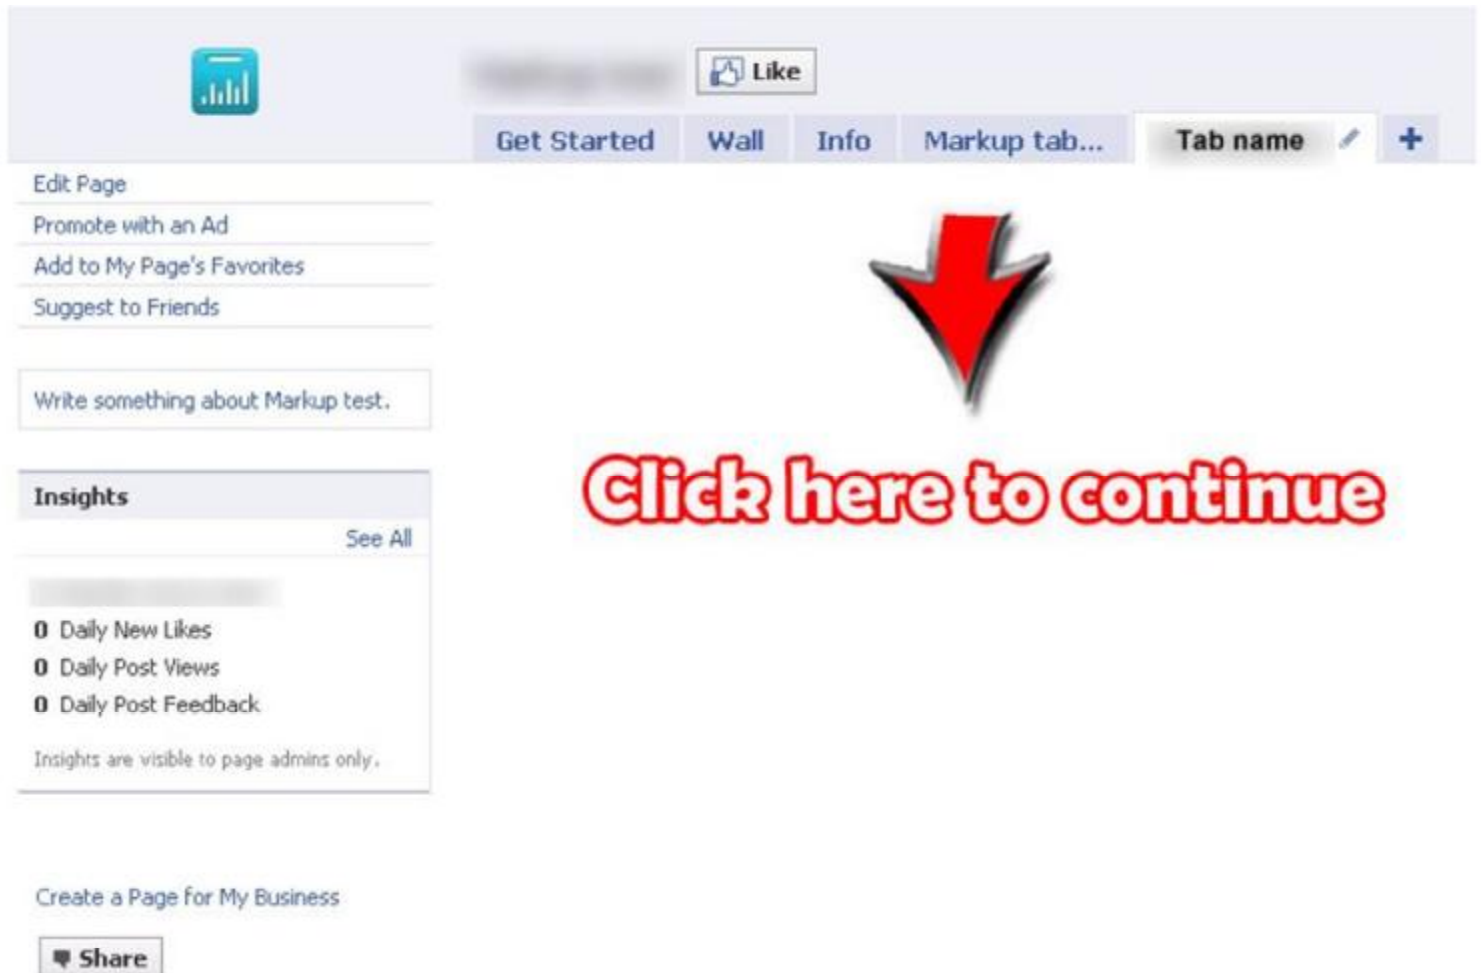 Like
Get Started Wall Info Markup tab... Tab name +
Edit Page
Promote with an Ad
Add to My Page's Favorites
Suggest to Friends
Write something about Markup test.
Click here to continue
Insights
See All
0 Daily New Likes
0 Daily Post Views
0 Daily Post Feedback
Insights are visible to page admins only.
Create a Page for My Business
Share